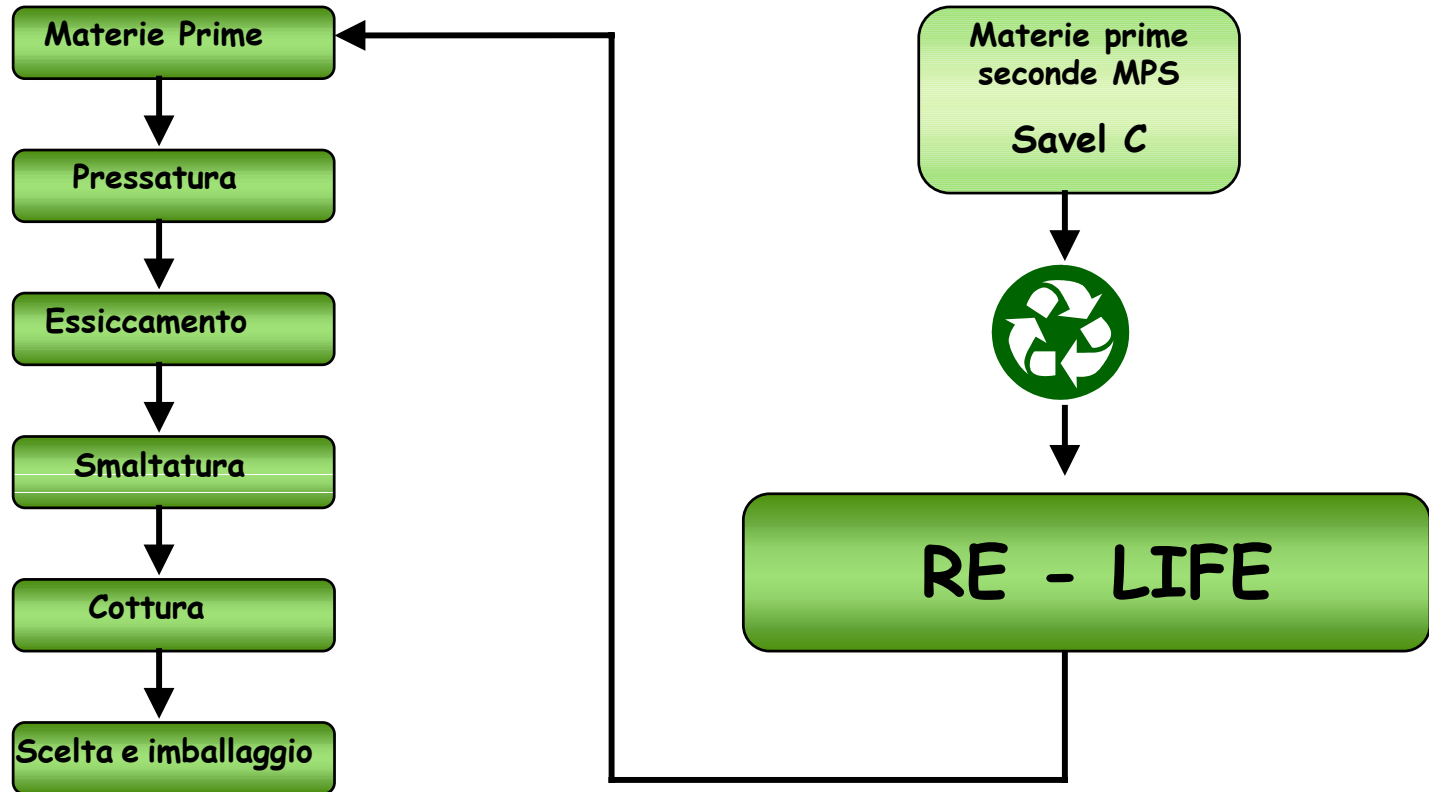 Materie Prime
Pressatura
Essiccamento
Smaltatura
Cottura
Scelta e imballaggio
Materie prime
seconde MPS
Savel C
RE - LIFE